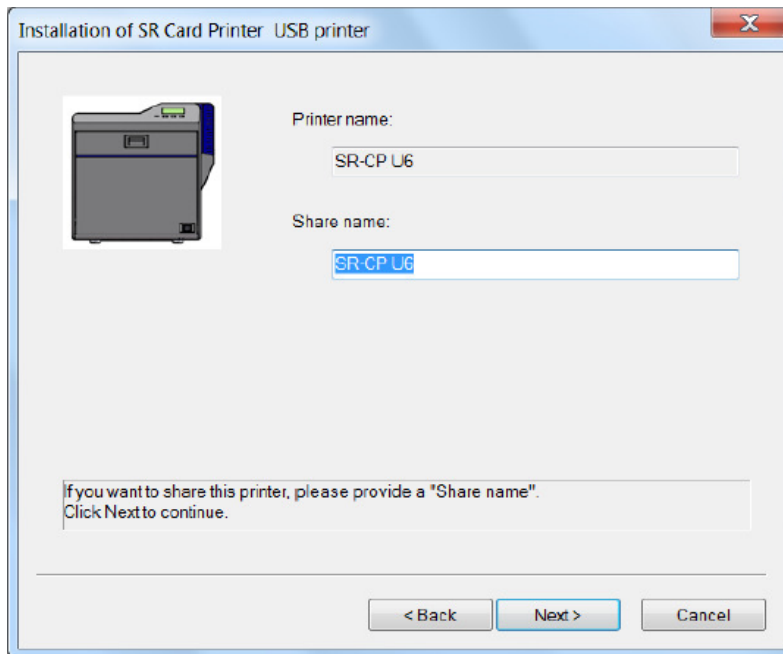 Installation of SR Card Printer USB printer
Printer name:
SR-CP U6
Share name:
SR-CP U6
If you want to share this printer, please provide a "Share name".
Click Next to continue.
< Back
Next >
Cancel